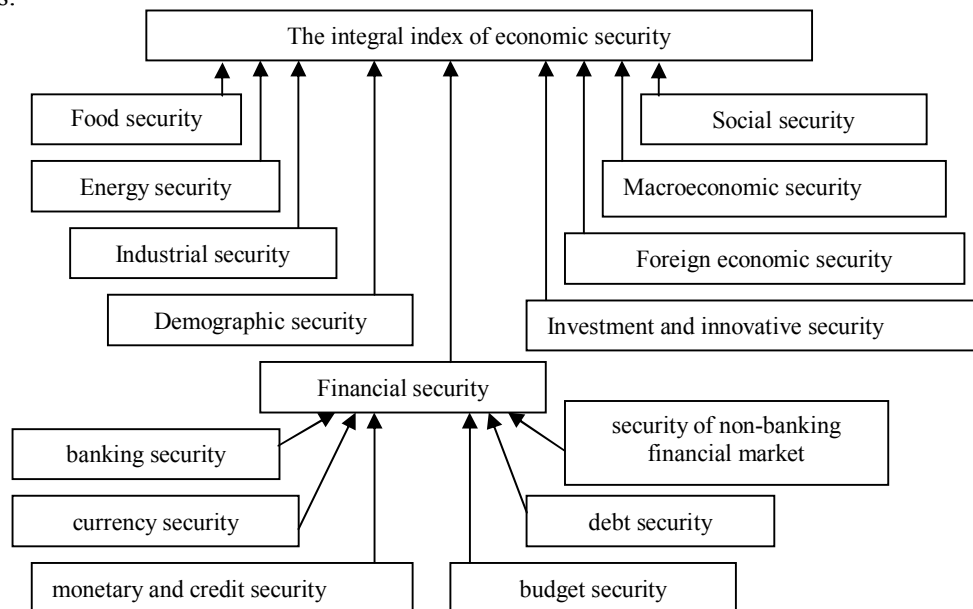 s.
The integral index of economic security
Food security
Social security
Energy security
Macroeconomic security
Industrial security
Foreign economic security
Demographic security
Investment and innovative security
Financial security
banking security
security of non-banking
financial market
currency security
debt security
monetary and credit security
budget security